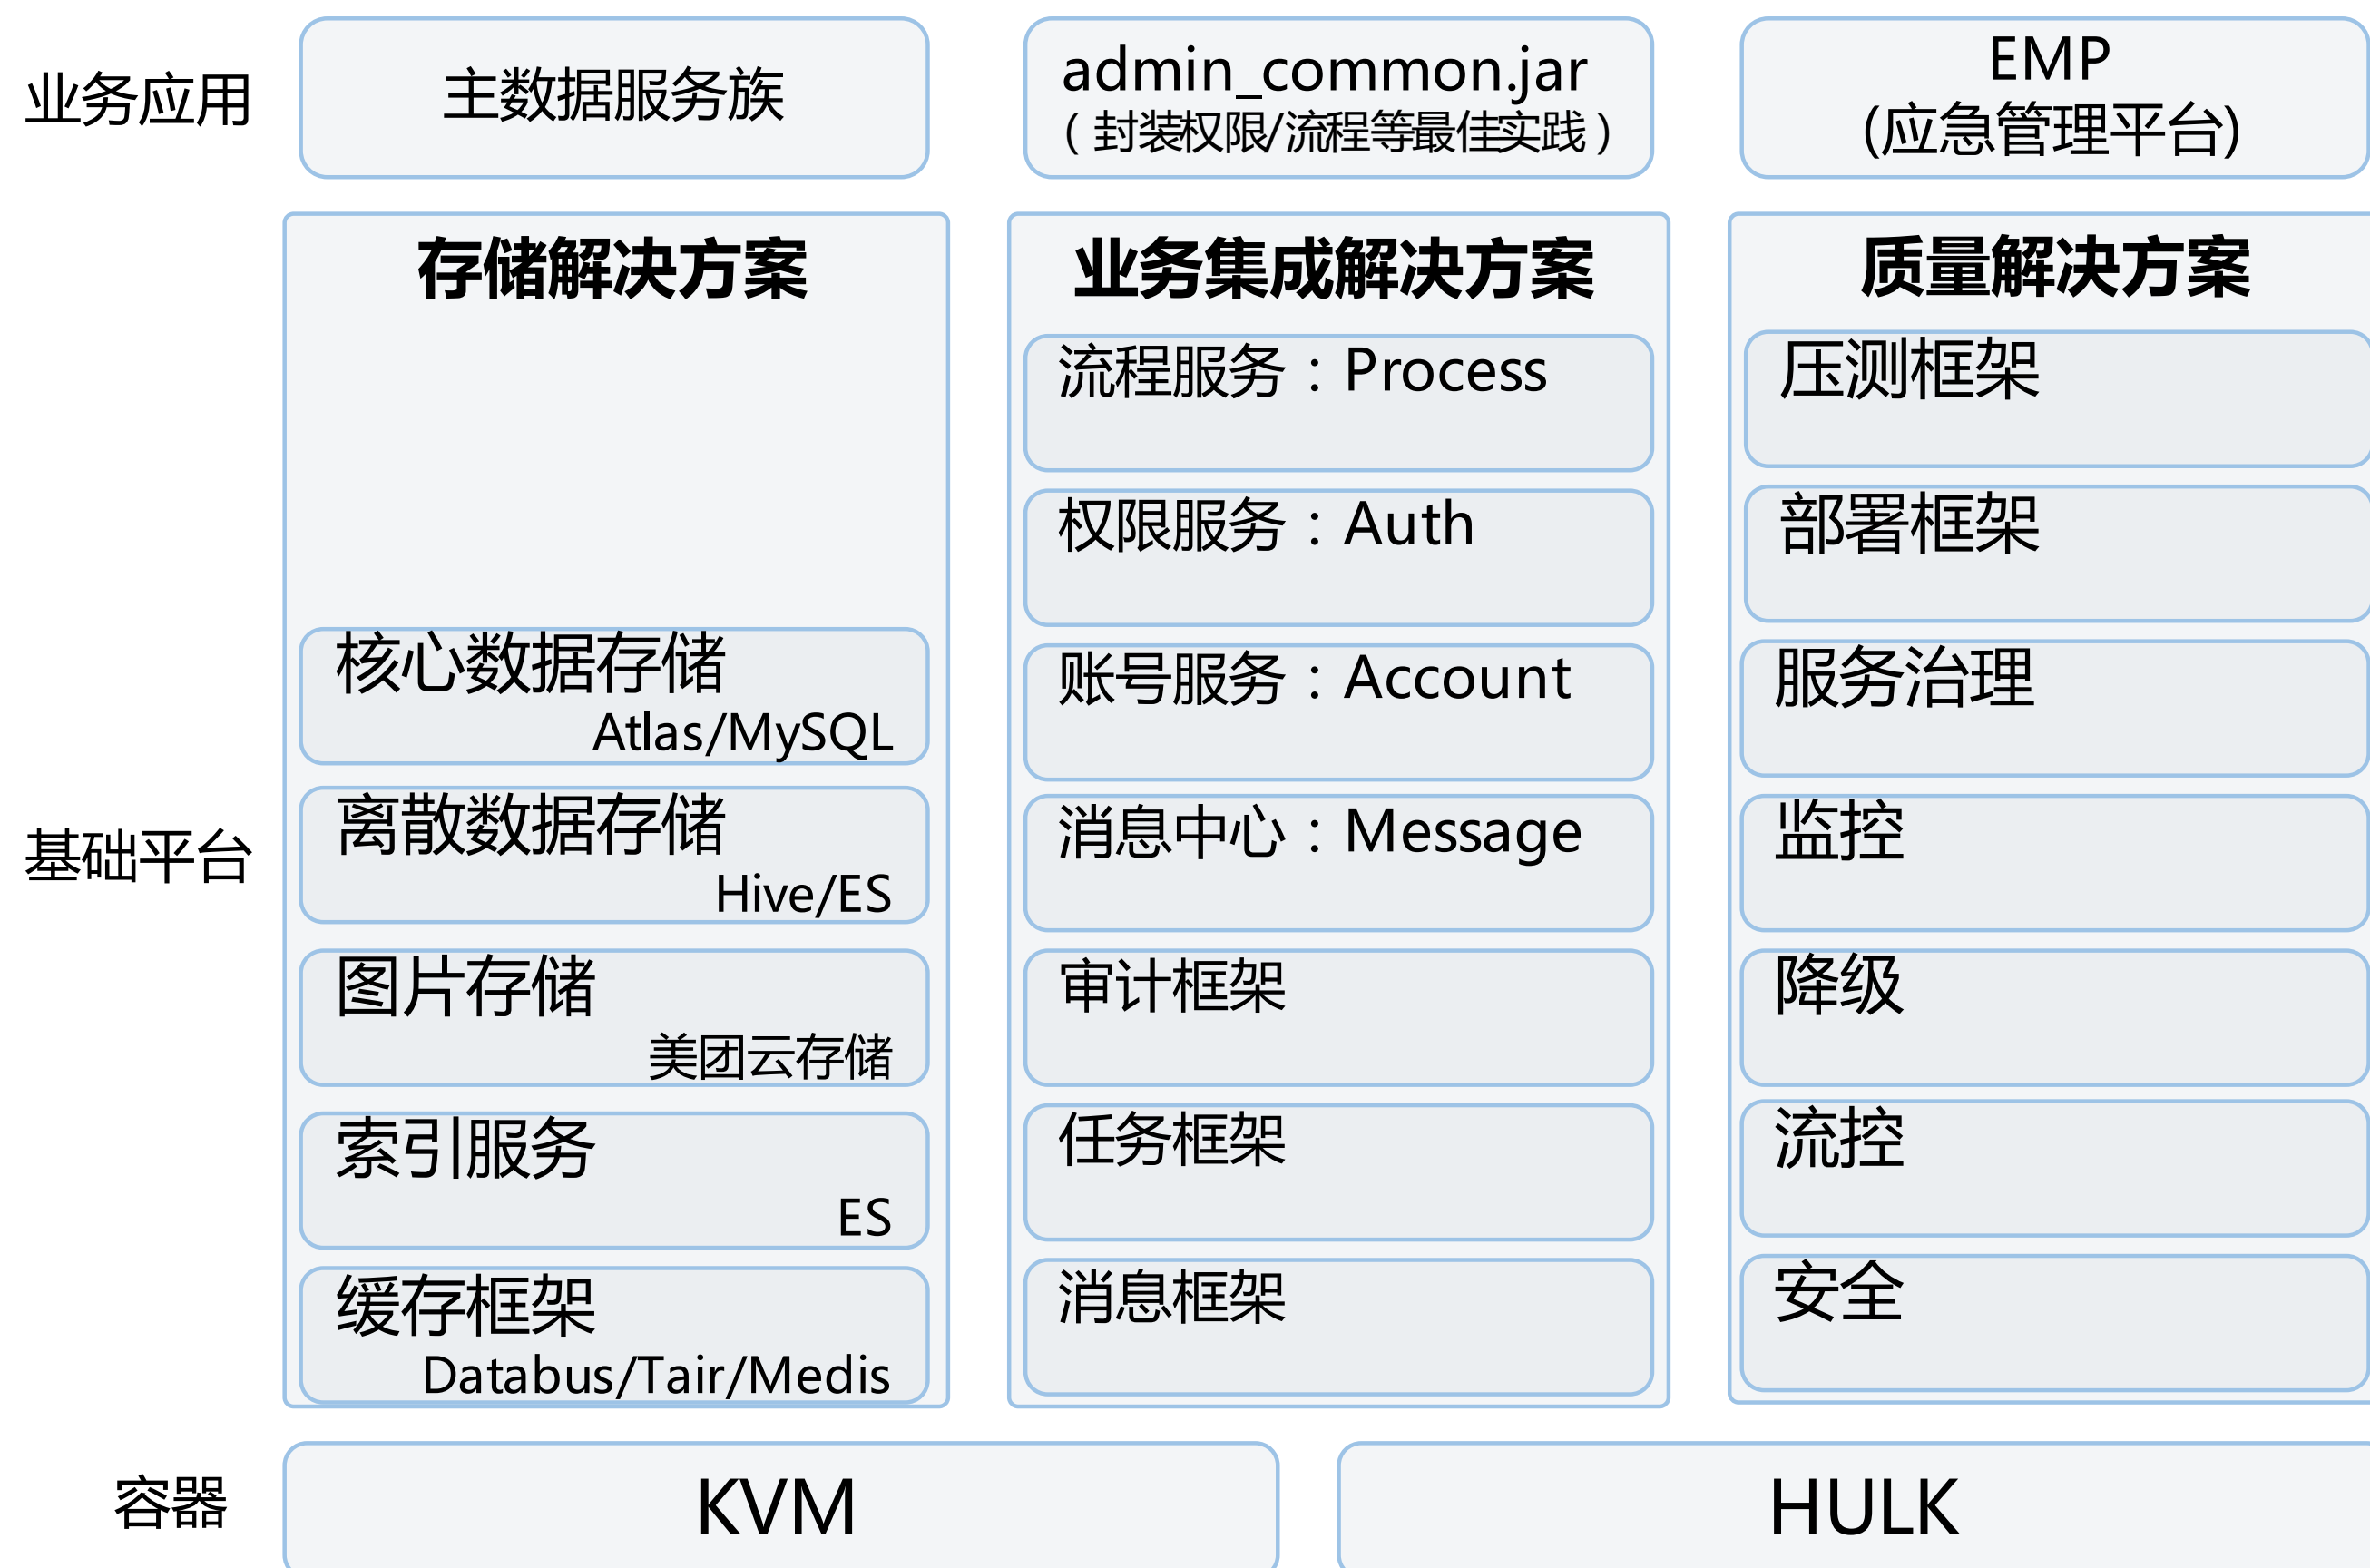 业务应用
主数据服务族
admin_common.jar
（封装权限/流程等最佳实践）
EMP
(应急管理平台)
基础平台
存储解决方案
核心数据存储
Atlas/MySQL
离线数据存储
Hive/ES
图片存储
美团云存储
索引服务
ES
缓存框架
Databus/Tair/Medis
业务集成解决方案
流程服务：Process
权限服务：Auth
账号服务：Account
消息中心：Message
审计框架
任务框架
消息框架
质量解决方案
压测框架
部署框架
服务治理
监控
降级
流控
安全
容器
KVM
HULK